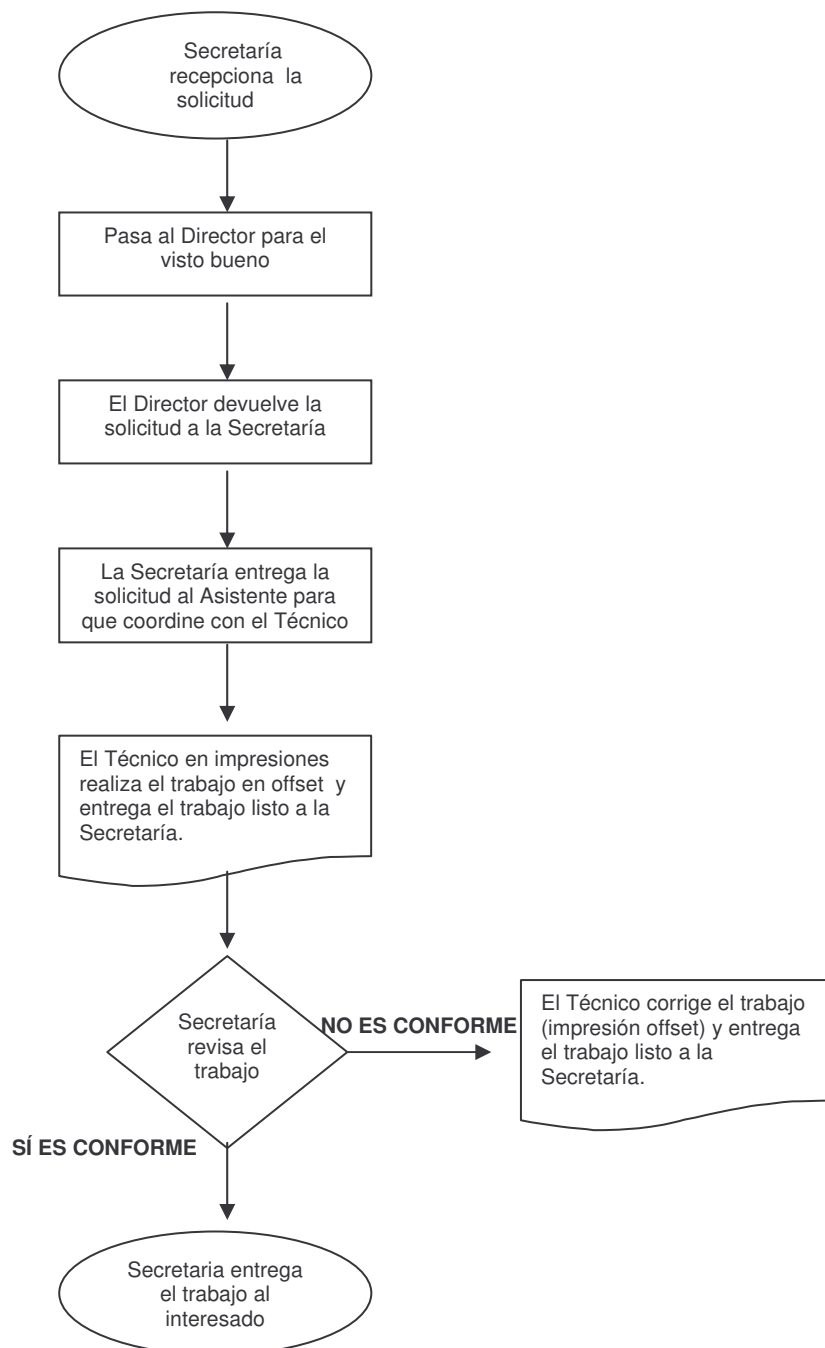 Secretaría
recepciona la
solicitud
Pasa al Director para el
visto bueno
El Director devuelve la
solicitud a la Secretaría
La Secretaría entrega la
solicitud al Asistente para
que coordine con el Técnico
El Técnico en impresiones
realiza el trabajo en offset y
entrega el trabajo listo a la
Secretaría.
Secretaría
revisa el
trabajo
NO ES CONFORME
El Técnico corrige el trabajo
(impresión offset) y entrega
el trabajo listo a la
Secretaría.
SÍ ES CONFORME
Secretaria entrega
el trabajo al
interesado